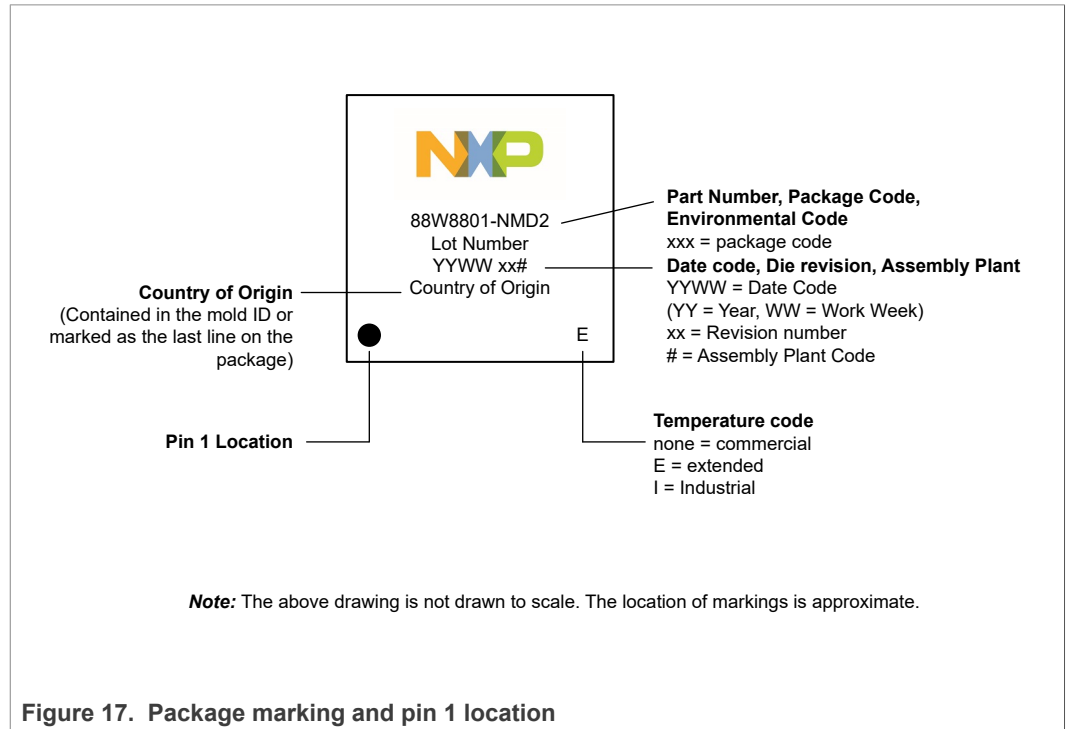 NXP
88W8801-NMD2
Lot Number
YYWW xx#
Country of Origin
E
Country of Origin
(Contained in the mold ID or
marked as the last line on the
package)
Pin 1 Location
Part Number, Package Code,
Environmental Code
xxx = package code
Date code, Die revision, Assembly Plant
YYWW = Date Code
(YY = Year, WW = Work Week)
xx = Revision number
# = Assembly Plant Code
Temperature code
none = commercial
E = extended
I = Industrial
Note: The above drawing is not drawn to scale. The location of markings is approximate.
Figure 17. Package marking and pin 1 location